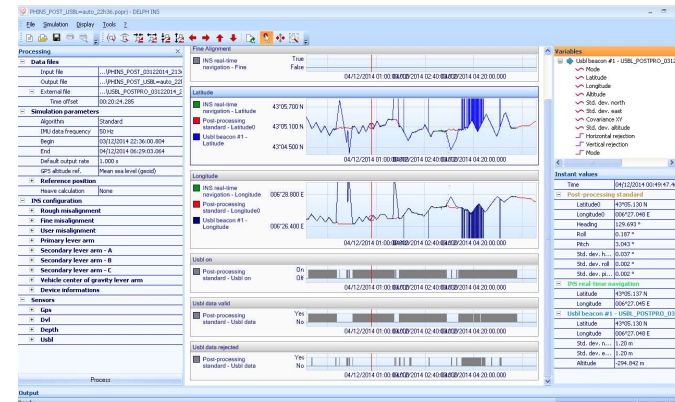 PHINS_POST_USBL=auto_22h36.poprj - DELPH INS
File Simulation Display Tools ?
Processing
Data files
Input file ...\PHINS_POST_03122014_213
Output file ...\PHINS_POST_USBL=auto_22
External file ...\USBL_POSTPRO_03122014_2
Time offset 00:20:24.285
Simulation parameters
Algorithm Standard
IMU data frequency 50 Hz
Begin 03/12/2014 22:36:00.004
End 04/12/2014 06:29:03.064
Default output rate 1.000 s
GPS altitude ref. Mean sea level (geoid)
Reference position
Heave calculation None
INS configuration
Rough misalignment
Fine misalignment
User misalignment
Primary lever arm
Secondary lever arm - A
Secondary lever arm - B
Secondary lever arm - C
Vehicle center of gravity lever arm
Device informations
Sensors
Gps
Dvl
Depth
Usbl
Process
Output
Fine Alignment
INS real-time navigation - Fine
True
False
04/12/2014 01:00: 04/12/2014 02:40: 04/12/2014 04:20:00.000
Latitude
INS real-time navigation - Latitude
Post-processing standard - Latitude0
Usbl beacon #1 - Latitude
43°05.700 N
43°05.100 N
43°04.500 N
04/12/2014 01:00: 04/12/2014 02:40: 04/12/2014 04:20:00.000
Longitude
INS real-time navigation - Longitude
Post-processing standard - Longitude0
Usbl beacon #1 - Longitude
006°28.800 E
006°26.400 E
04/12/2014 01:00: 04/12/2014 02:40: 04/12/2014 04:20:00.000
Usbl on
Post-processing standard - Usbl on
On
Off
04/12/2014 01:00: 04/12/2014 02:40: 04/12/2014 04:20:00.000
Usbl data valid
Post-processing standard - Usbl data
Yes
No
04/12/2014 01:00: 04/12/2014 02:40: 04/12/2014 04:20:00.000
Usbl data rejected
Post-processing standard - Usbl data
Yes
No
04/12/2014 01:00: 04/12/2014 02:40: 04/12/2014 04:20:00.000
Variables
Usbl beacon #1 - USBL_POSTPRO_0312
Mode
Latitude
Longitude
Altitude
Std. dev. north
Std. dev. east
Covariance XY
Std. dev. altitude
Horizontal rejection
Vertical rejection
Mode
Instant values
Time 04/12/2014 00:49:47.4
Post-processing standard
Latitude0 43°05.130 N
Longitude0 006°27.048 E
Heading 129.693 °
Roll 0.187 °
Pitch 3.043 °
Std. dev. h... 0.037 °
Std. dev. roll 0.002 °
Std. dev. pi... 0.002 °
INS real-time navigation
Latitude 43°05.137 N
Longitude 006°27.045 E
Usbl beacon #1 - USBL_POSTPRO_03
Latitude 43°05.130 N
Longitude 006°27.048 E
Std. dev. n... 1.20 m
Std. dev. e... 1.20 m
Altitude -294.842 m